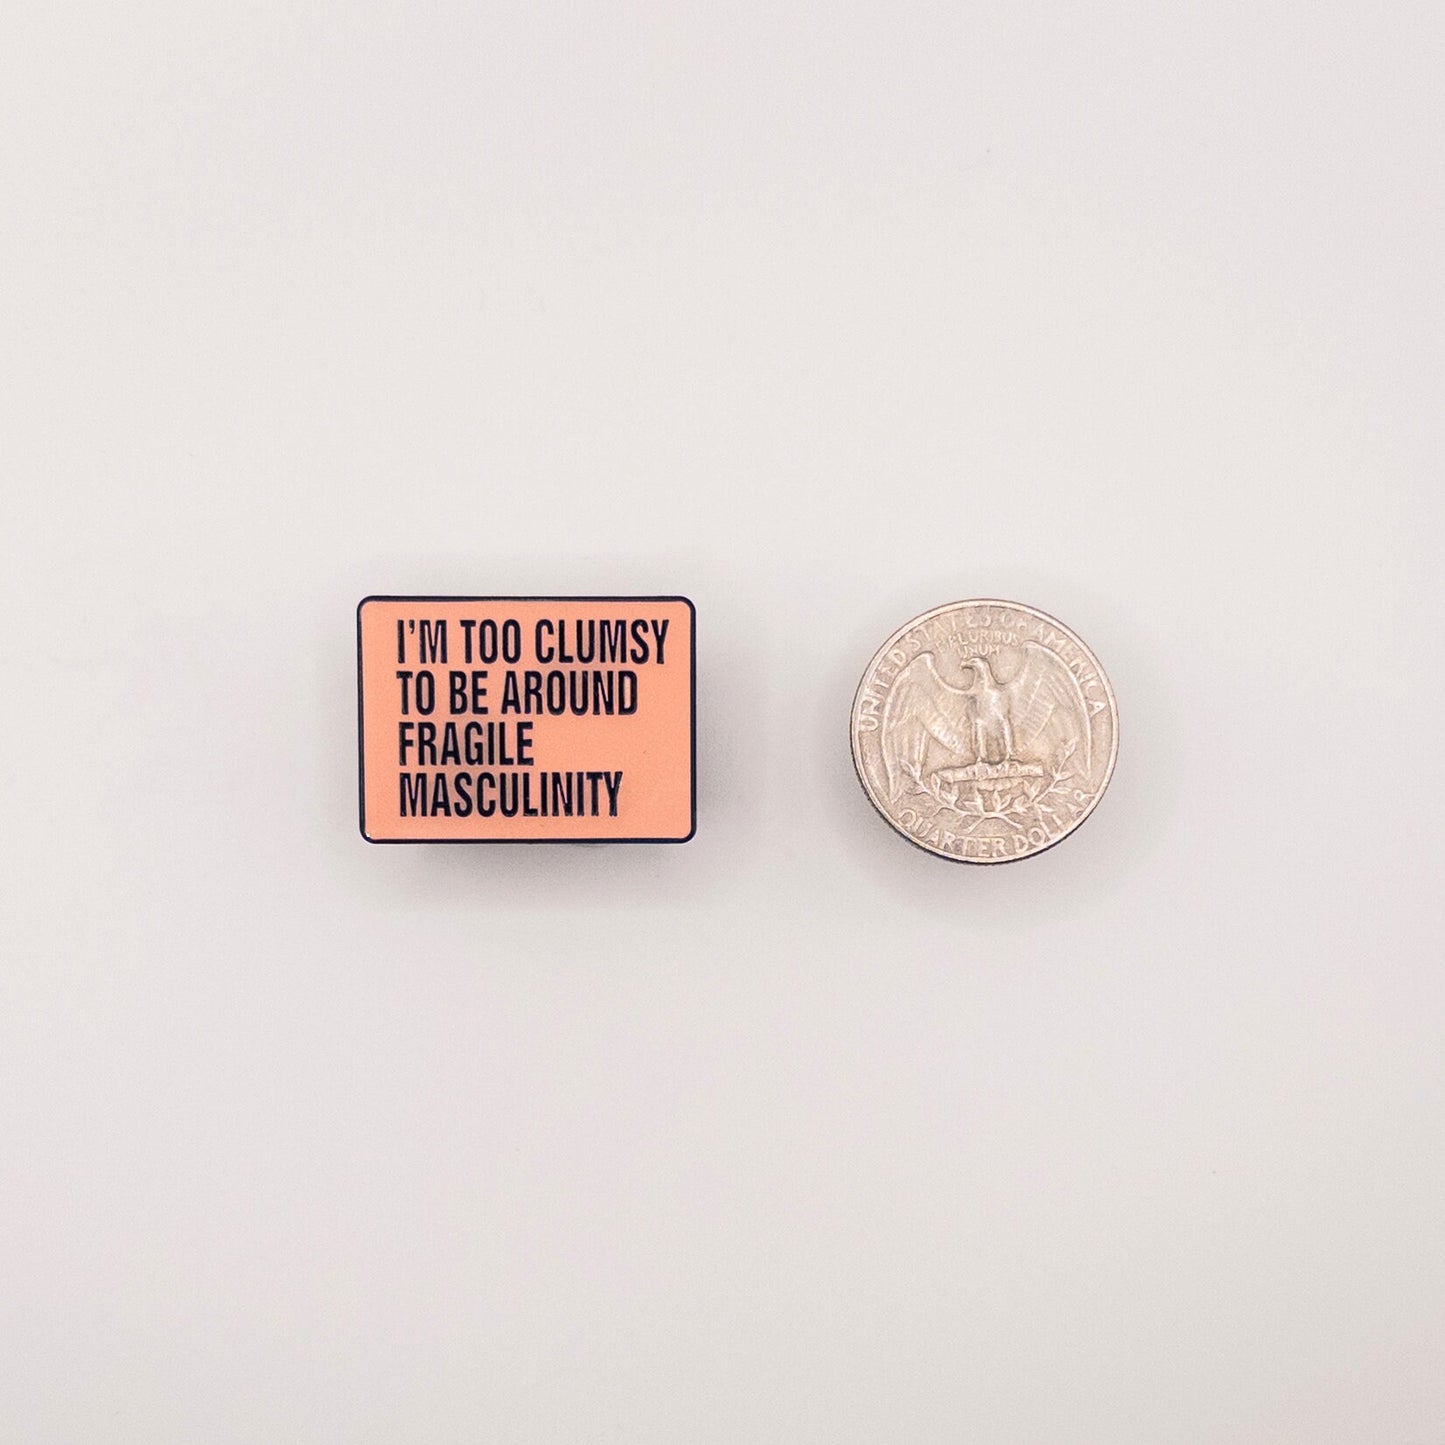 I'M TOO CLUMSY
TO BE AROUND
FRAGILE
MASCULINITY
UNITED STATES OF AMERICA
E PLURIBUS
UNUM
QUARTER DOLLAR